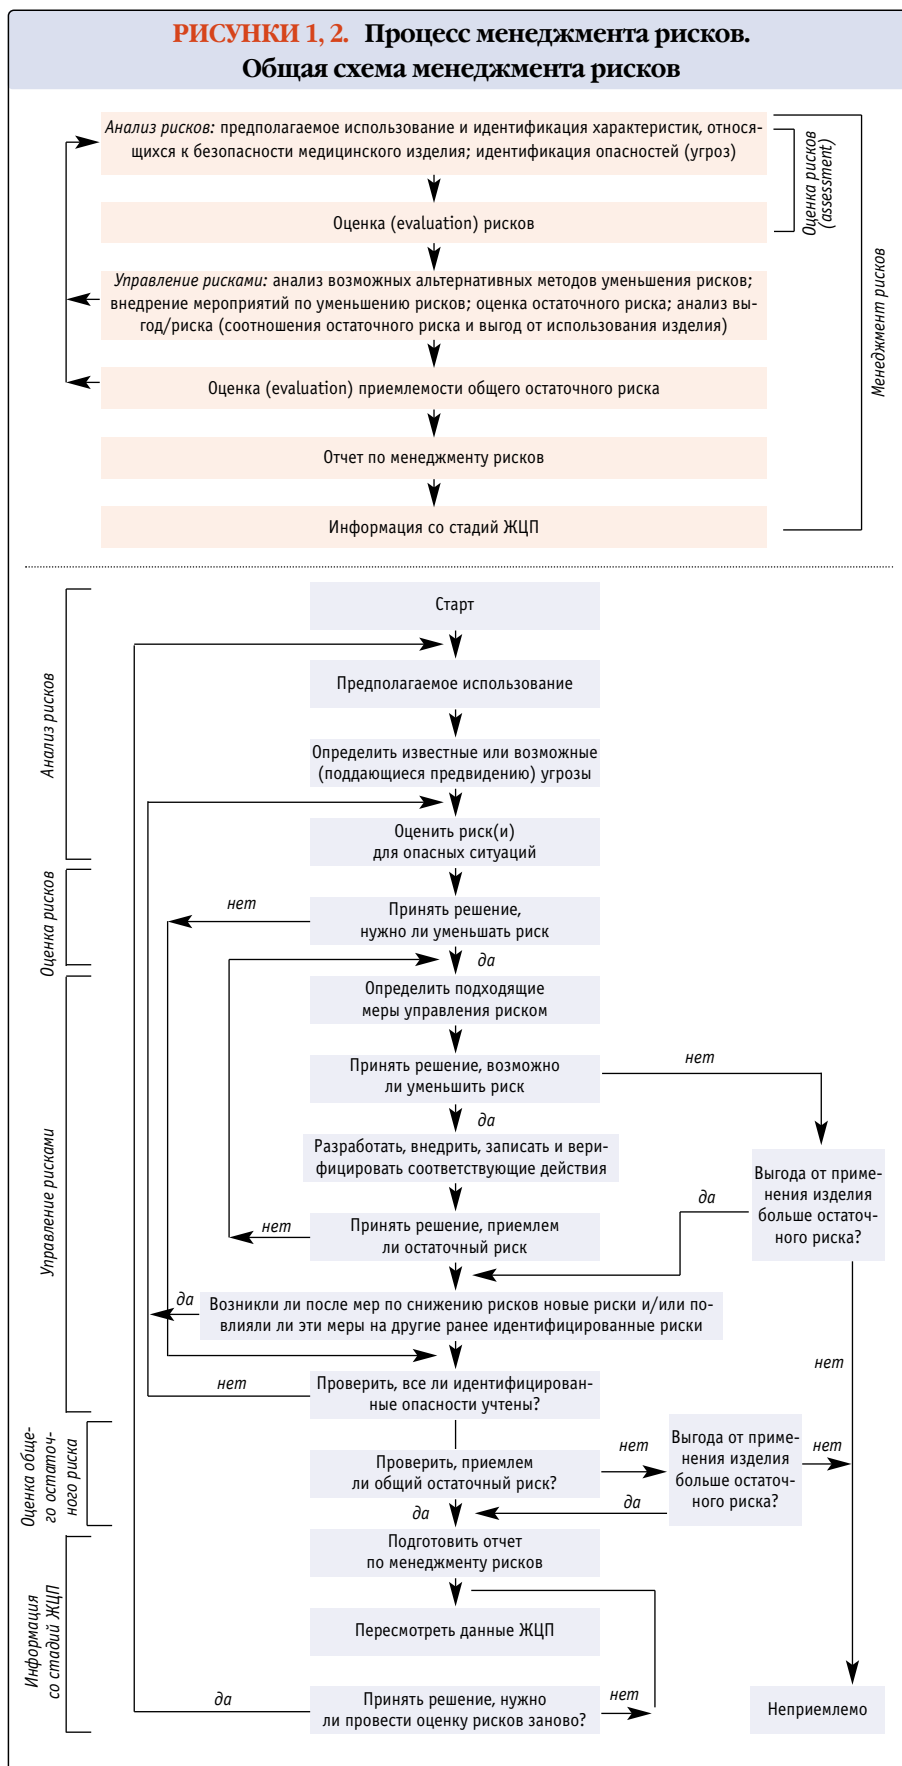 РИСУНКИ 1, 2. Процесс менеджмента рисков.
Общая схема менеджмента рисков
Анализ рисков: предполагаемое использование и идентификация характеристик, относя-
щихся к безопасности медицинского изделия; идентификация опасностей (угроз)
Оценка (evaluation) рисков
Управление рисками: анализ возможных альтернативных методов уменьшения рисков;
внедрение мероприятий по уменьшению рисков; оценка остаточного риска; анализ вы-
год/риска (соотношения остаточного риска и выгод от использования изделия)
Оценка (evaluation) приемлемости общего остаточного риска
Отчет по менеджменту рисков
Информация со стадий ЖЦП
Оценка рисков
(assessment)
Менеджмент рисков
Анализ рисков
Старт
Предполагаемое использование
Определить известные или возможные
(поддающиеся предвидению) угрозы
Оценить риск(и)
для опасных ситуаций
Оценка рисков
нет
Принять решение,
нужно ли уменьшать риск
да
Управление рисками
Определить подходящие
меры управления риском
Принять решение, возможно
ли уменьшить риск
нет
да
Разработать, внедрить, записать и вери-
фицировать соответствующие действия
Выгода от приме-
нения изделия
больше остаточ-
ного риска?
да
нет
Принять решение, приемлем
ли остаточный риск
да
Возникли ли после мер по снижению рисков новые риски и/или по-
влияли ли эти меры на другие ранее идентифицированные риски
нет
нет
Проверить, все ли идентифицирован-
ные опасности учтены?
Оценка обще-
го остаточ-
ного риска
Проверить, приемлем
ли общий остаточный риск?
нет
Выгода от приме-
нения изделия
больше остаточ-
ного риска?
нет
да
да
Информация
со стадий ЖЦП
Подготовить отчет
по менеджменту рисков
Пересмотреть данные ЖЦП
да
Принять решение, нужно
ли провести оценку рисков заново?
нет
Неприемлемо